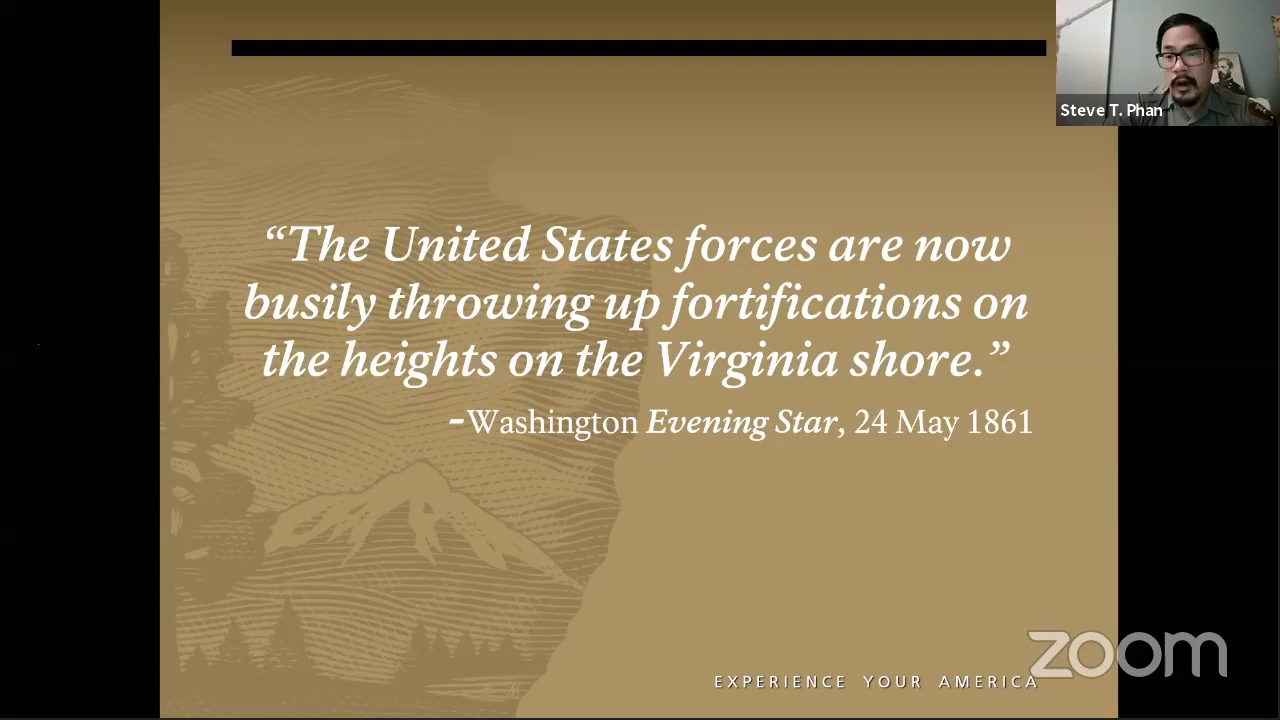 Steve T. Phan
“The United States forces are now
busily throwing up fortifications on
the heights on the Virginia shore.”
-Washington Evening Star, 24 May 1861
zoom
EXPERIENCE YOUR AMERICA